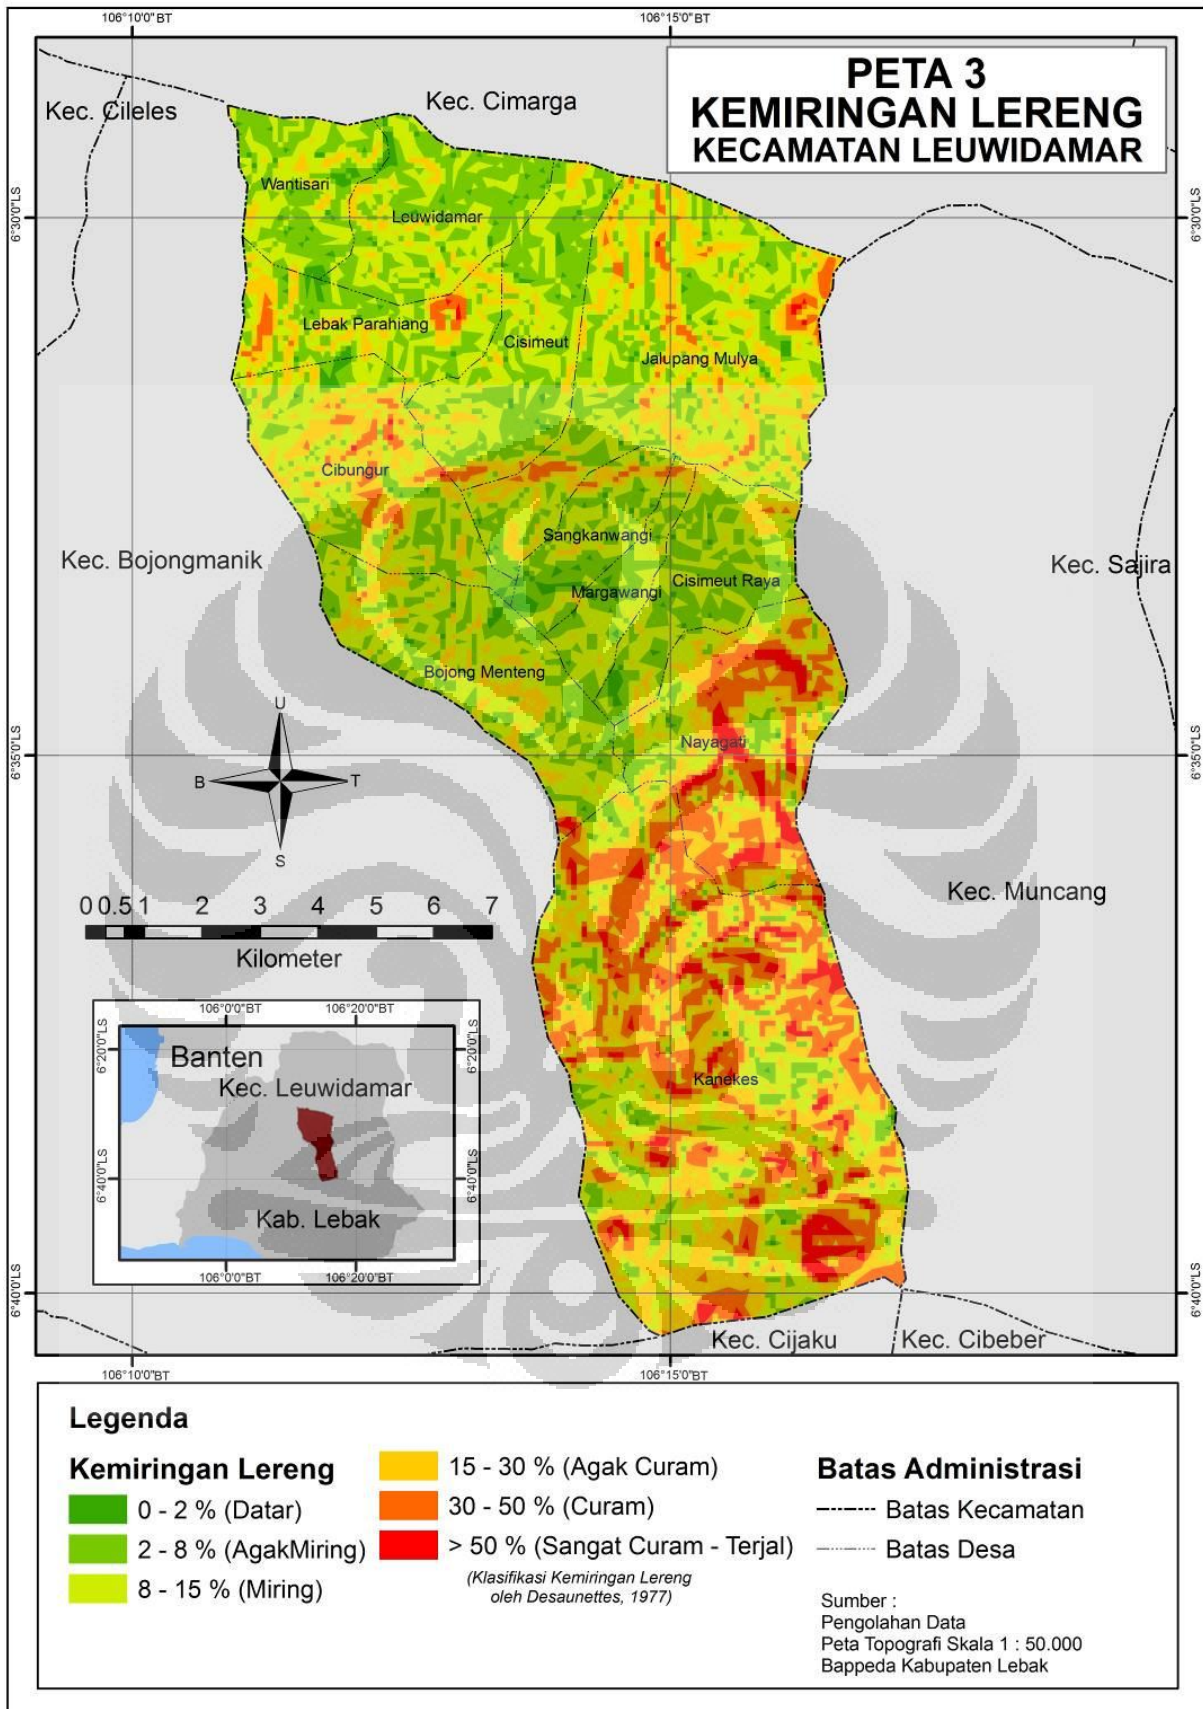 106°10'0"BT
106°15'0"BT
PETA 3
KEMIRINGAN LERENG
KECAMATAN LEUWIDAMAR
Kec. Cileles
Kec. Cimarga
Wantisari
Leuwidamar
6°30'0"LS
6°30'0"LS
Lebak Parahiang
Cisimeut
Jalupang Mulya
Cibungur
Sangkanwangi
Kec. Bojongmanik
Kec. Sajira
Cisimeut Raya
Margawangi
Bojong Menteng
U
Nayagati
6°35'0"LS
6°35'0"LS
B
T
S
Kec. Muncang
0 0.5 1 2 3 4 5 6 7
Kilometer
106°0'0"BT
106°20'0"BT
6°20'0"LS
6°20'0"LS
Banten
Kec. Leuwidamar
Kanekes
6°40'0"LS
6°40'0"LS
Kab. Lebak
106°0'0"BT
106°20'0"BT
6°40'0"LS
6°40'0"LS
Kec. Cijaku
Kec. Cibeber
106°10'0"BT
106°15'0"BT
Legenda
Kemiringan Lereng
0 - 2 % (Datar)
2 - 8 % (AgakMiring)
8 - 15 % (Miring)
15 - 30 % (Agak Curam)
30 - 50 % (Curam)
> 50 % (Sangat Curam - Terjal)
(Klasifikasi Kemiringan Lereng
oleh Desaunettes, 1977)
Batas Administrasi
Batas Kecamatan
Batas Desa
Sumber :
Pengolahan Data
Peta Topografi Skala 1 : 50.000
Bappeda Kabupaten Lebak